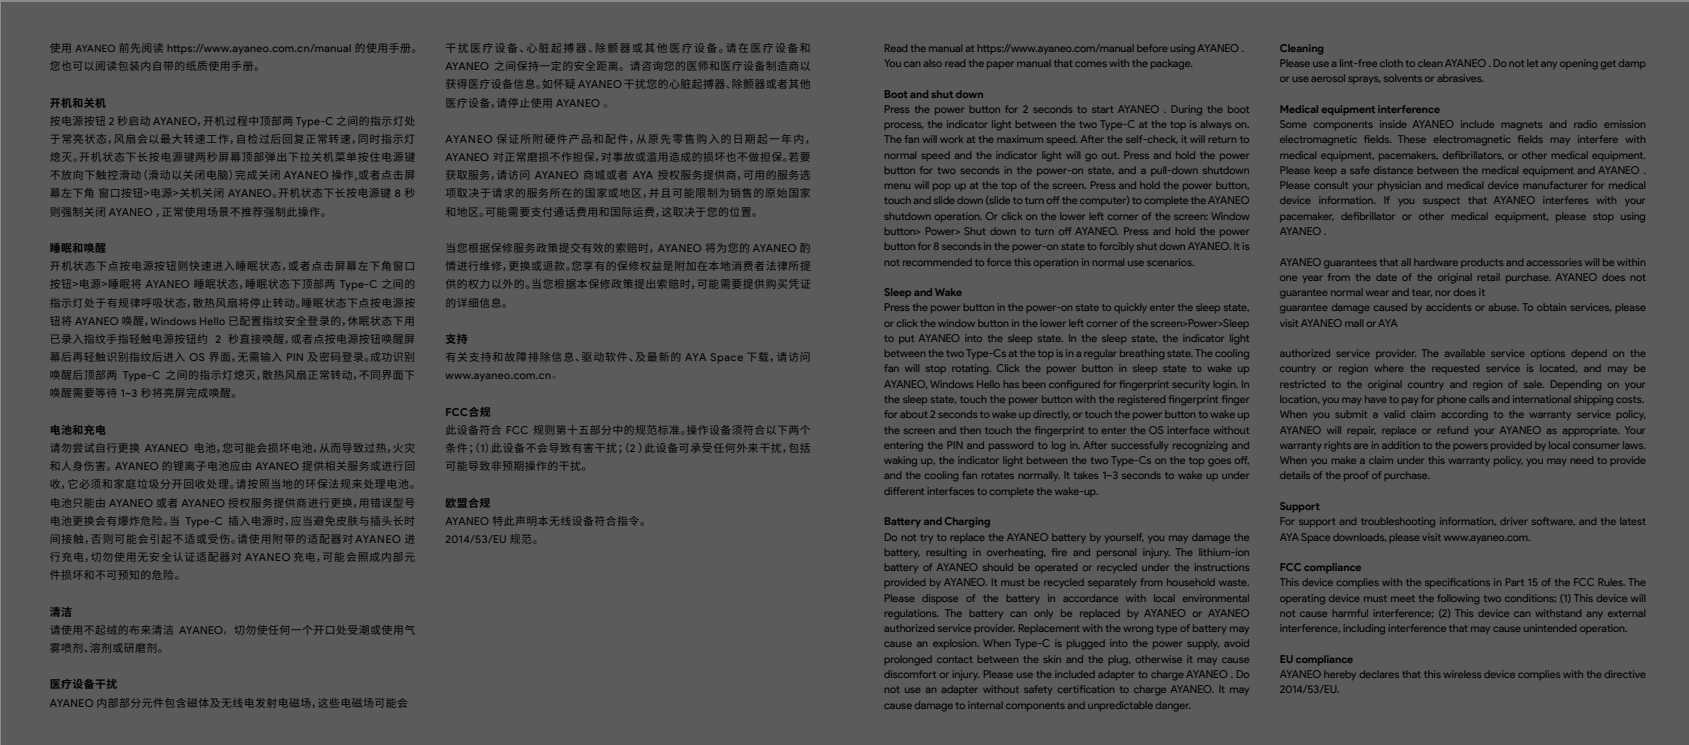 使用 AYANEO 前先阅读 https://www.ayaneo.com.cn/manual 的使用手册。
您也可以阅读包装内自带的纸质使用手册。
开机和关机
按电源按钮 2 秒启动 AYANEO，开机过程中顶部两 Type-C 之间的指示灯处
于常亮状态，风扇会以最大转速工作，自检过后回复正常转速，同时指示灯
熄灭。开机状态下长按电源键两秒屏幕顶部弹出下拉关机菜单按住电源键
不放向下触控滑动（滑动以关闭电脑）完成关闭 AYANEO 操作，或者点击屏
幕左下角 窗口按钮>电源>关机关闭 AYANEO。开机状态下长按电源键 8 秒
则强制关闭 AYANEO ，正常使用场景不推荐强制此操作。
睡眠和唤醒
开机状态下点按电源按钮则快速进入睡眠状态，或者点击屏幕左下角窗口
按钮>电源>睡眠将 AYANEO 睡眠状态，睡眠状态下顶部两 Type-C 之间的
指示灯处于有规律呼吸状态，散热风扇将停止转动。睡眠状态下点按电源按
钮将 AYANEO 唤醒，Windows Hello 已配置指纹安全登录的，休眠状态下用
已录入指纹手指轻触电源按钮约 2 秒直接唤醒，或者点按电源按钮唤醒屏
幕后再轻触识别指纹后进入 OS 界面，无需输入 PIN 及密码登录。成功识别
唤醒后顶部两 Type-C 之间的指示灯熄灭，散热风扇正常转动，不同界面下
唤醒需要等待 1-3 秒将亮屏完成唤醒。
电池和充电
请勿尝试自行更换 AYANEO 电池，您可能会损坏电池，从而导致过热，火灾
和人身伤害。AYANEO 的锂离子电池应由 AYANEO 提供相关服务或进行回
收，它必须和家庭垃圾分开回收处理。请按照当地的环保法规来处理电池。
电池只能由 AYANEO 或者 AYANEO 授权服务提供商进行更换，用错误型号
电池更换会有爆炸危险。当 Type-C 插入电源时，应当避免皮肤与插头长时
间接触，否则可能会引起不适或受伤。请使用附带的适配器对 AYANEO 进
行充电，切勿使用无安全认证适配器对 AYANEO 充电，可能会照成内部元
件损坏和不可预知的危险。
清洁
请使用不起绒的布来清洁 AYANEO，切勿使任何一个开口处受潮或使用气
雾喷剂、溶剂或研磨剂。
医疗设备干扰
AYANEO 内部部分元件包含磁体及无线电发射电磁场，这些电磁场可能会
干扰医疗设备、心脏起搏器、除颤器或其他医疗设备。请在医疗设备和
AYANEO 之间保持一定的安全距离。请咨询您的医师和医疗设备制造商以
获得医疗设备信息。如怀疑 AYANEO 干扰您的心脏起搏器、除颤器或者其他
医疗设备，请停止使用 AYANEO 。
AYANEO 保证所附硬件产品和配件，从原先零售购入的日期起一年内，
AYANEO 对正常磨损不作担保，对事故或滥用造成的损坏也不做担保。若要
获取服务，请访问 AYANEO 商城或者 AYA 授权服务提供商，可用的服务选
项取决于请求的服务所在的国家或地区，并且可能限制为销售的原始国家
和地区。可能需要支付通话费用和国际运费，这取决于您的位置。
当您根据保修服务政策提交有效的索赔时，AYANEO 将为您的 AYANEO 酌
情进行维修，更换或退款。您享有的保修权益是附加在本地消费者法律所提
供的权力以外的。当您根据本保修政策提出索赔时，可能需要提供购买凭证
的详细信息。
支持
有关支持和故障排除信息、驱动软件、及最新的 AYA Space 下载，请访问
www.ayaneo.com.cn。
FCC合规
此设备符合 FCC 规则第十五部分中的规范标准。操作设备须符合以下两个
条件；（1）此设备不会导致有害干扰；（2）此设备可承受任何外来干扰，包括
可能导致非预期操作的干扰。
欧盟合规
AYANEO 特此声明本无线设备符合指令。
2014/53/EU 规范。
Read the manual at https://www.ayaneo.com/manual before using AYANEO .
You can also read the paper manual that comes with the package.
Boot and shut down
Press the power button for 2 seconds to start AYANEO . During the boot
process, the indicator light between the two Type-C at the top is always on.
The fan will work at the maximum speed. After the self-check, it will return to
normal speed and the indicator light will go out. Press and hold the power
button for two seconds in the power-on state, and a pull-down shutdown
menu will pop up at the top of the screen. Press and hold the power button,
touch and slide down (slide to turn off the computer) to complete the AYANEO
shutdown operation. Or click on the lower left corner of the screen: Window
button> Power> Shut down to turn off AYANEO. Press and hold the power
button for 8 seconds in the power-on state to forcibly shut down AYANEO. It is
not recommended to force this operation in normal use scenarios.
Sleep and Wake
Press the power button in the power-on state to quickly enter the sleep state,
or click the window button in the lower left corner of the screen>Power>Sleep
to put AYANEO into the sleep state. In the sleep state, the indicator light
between the two Type-Cs at the top is in a regular breathing state. The cooling
fan will stop rotating. Click the power button in sleep state to wake up
AYANEO, Windows Hello has been configured for fingerprint security login. In
the sleep state, touch the power button with the registered fingerprint finger
for about 2 seconds to wake up directly, or touch the power button to wake up
the screen and then touch the fingerprint to enter the OS interface without
entering the PIN and password to log in. After successfully recognizing and
waking up, the indicator light between the two Type-Cs on the top goes off,
and the cooling fan rotates normally. It takes 1–3 seconds to wake up under
different interfaces to complete the wake-up.
Battery and Charging
Do not try to replace the AYANEO battery by yourself, you may damage the
battery, resulting in overheating, fire and personal injury. The lithium-ion
battery of AYANEO should be operated or recycled under the instructions
provided by AYANEO. It must be recycled separately from household waste.
Please dispose of the battery in accordance with local environmental
regulations. The battery can only be replaced by AYANEO or AYANEO
authorized service provider. Replacement with the wrong type of battery may
cause an explosion. When Type-C is plugged into the power supply, avoid
prolonged contact between the skin and the plug, otherwise it may cause
discomfort or injury. Please use the included adapter to charge AYANEO . Do
not use an adapter without safety certification to charge AYANEO. It may
cause damage to internal components and unpredictable danger.
Cleaning
Please use a lint-free cloth to clean AYANEO . Do not let any opening get damp
or use aerosol sprays, solvents or abrasives.
Medical equipment interference
Some components inside AYANEO include magnets and radio emission
electromagnetic fields. These electromagnetic fields may interfere with
medical equipment, pacemakers, defibrillators, or other medical equipment.
Please keep a safe distance between the medical equipment and AYANEO .
Please consult your physician and medical device manufacturer for medical
device information. If you suspect that AYANEO interferes with your
pacemaker, defibrillator or other medical equipment, please stop using
AYANEO .
AYANEO guarantees that all hardware products and accessories will be within
one year from the date of the original retail purchase. AYANEO does not
guarantee normal wear and tear, nor does it
guarantee damage caused by accidents or abuse. To obtain services, please
visit AYANEO mall or AYA
authorized service provider. The available service options depend on the
country or region where the requested service is located, and may be
restricted to the original country and region of sale. Depending on your
location, you may have to pay for phone calls and international shipping costs.
When you submit a valid claim according to the warranty service policy,
AYANEO will repair, replace or refund your AYANEO as appropriate. Your
warranty rights are in addition to the powers provided by local consumer laws.
When you make a claim under this warranty policy, you may need to provide
details of the proof of purchase.
Support
For support and troubleshooting information, driver software, and the latest
AYA Space downloads, please visit www.ayaneo.com.
FCC compliance
This device complies with the specifications in Part 15 of the FCC Rules. The
operating device must meet the following two conditions; (1) This device will
not cause harmful interference; (2) This device can withstand any external
interference, including interference that may cause unintended operation.
EU compliance
AYANEO hereby declares that this wireless device complies with the directive
2014/53/EU.